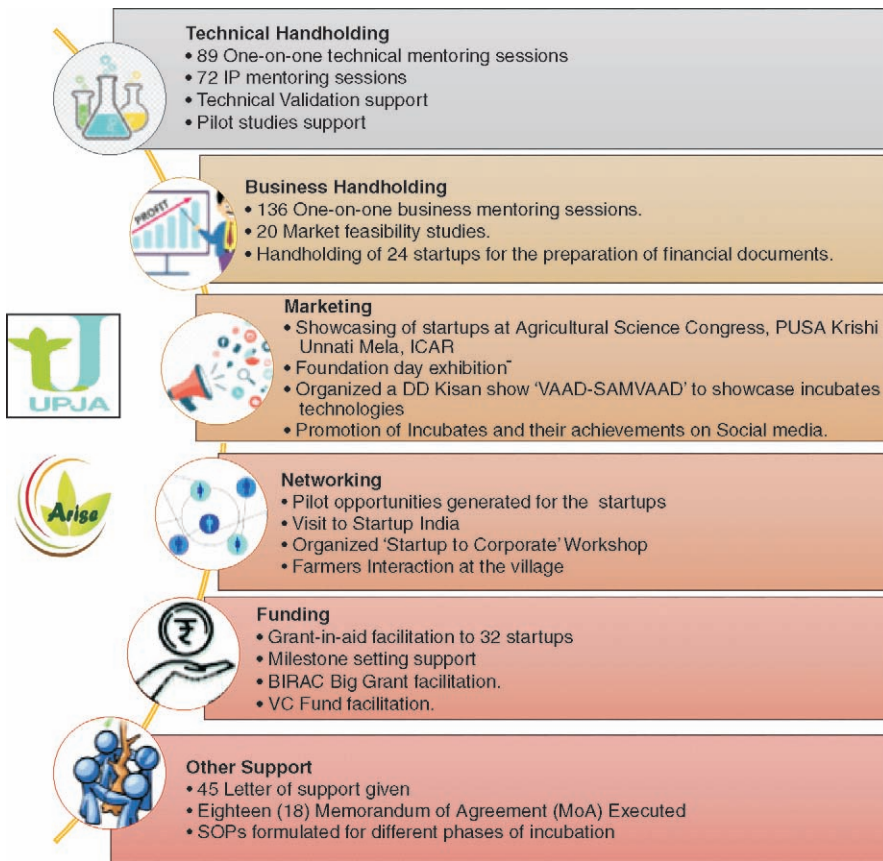 Technical Handholding
• 89 One-on-one technical mentoring sessions
• 72 IP mentoring sessions
• Technical Validation support
• Pilot studies support
PROFIT
Business Handholding
• 136 One-on-one business mentoring sessions.
• 20 Market feasibility studies.
• Handholding of 24 startups for the preparation of financial documents.
UPJA
Marketing
• Showcasing of startups at Agricultural Science Congress, PUSA Krishi
Unnati Mela, ICAR
• Foundation day exhibition˜
• Organized a DD Kisan show ‘VAAD-SAMVAAD’ to showcase incubates
technologies
• Promotion of Incubates and their achievements on Social media.
Arise
Networking
• Pilot opportunities generated for the startups
• Visit to Startup India
• Organized ‘Startup to Corporate’ Workshop
• Farmers Interaction at the village
₹
Funding
• Grant-in-aid facilitation to 32 startups
• Milestone setting support
• BIRAC Big Grant facilitation.
• VC Fund facilitation.
Other Support
• 45 Letter of support given
• Eighteen (18) Memorandum of Agreement (MoA) Executed
• SOPs formulated for different phases of incubation